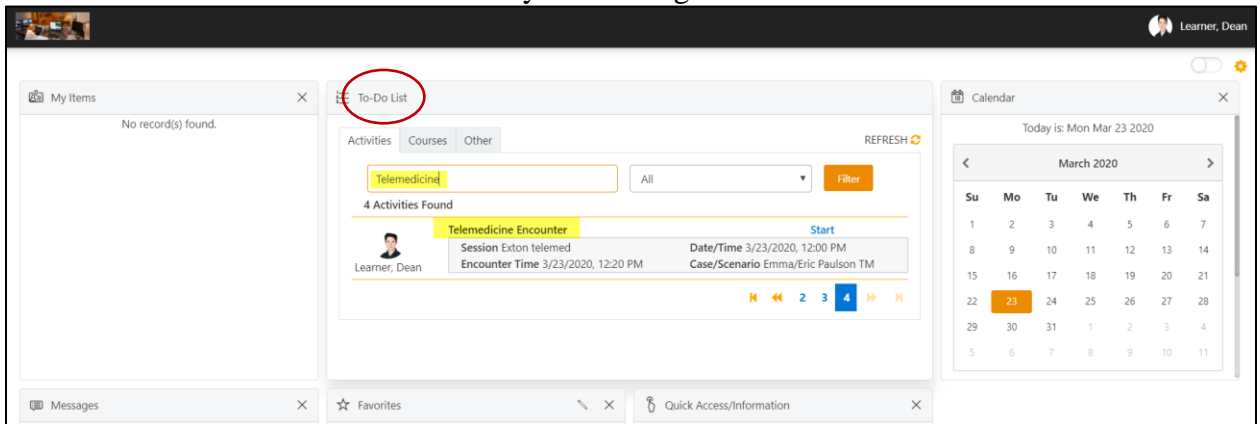 Learner, Dean
My Items
No record(s) found.
To-Do List
Activities Courses Other REFRESH
Telemedicine All Filter
4 Activities Found
Telemedicine Encounter Start
Session Exton telemed Date/Time 3/23/2020, 12:00 PM
Encounter Time 3/23/2020, 12:20 PM Case/Scenario Emma/Eric Paulson TM
Learner, Dean
2 3 4
Calendar
Today is: Mon Mar 23 2020
March 2020
Su Mo Tu We Th Fr Sa
1 2 3 4 5 6 7
8 9 10 11 12 13 14
15 16 17 18 19 20 21
22 23 24 25 26 27 28
29 30 31 1 2 3 4
5 6 7 8 9 10 11
Messages
Favorites
Quick Access/Information